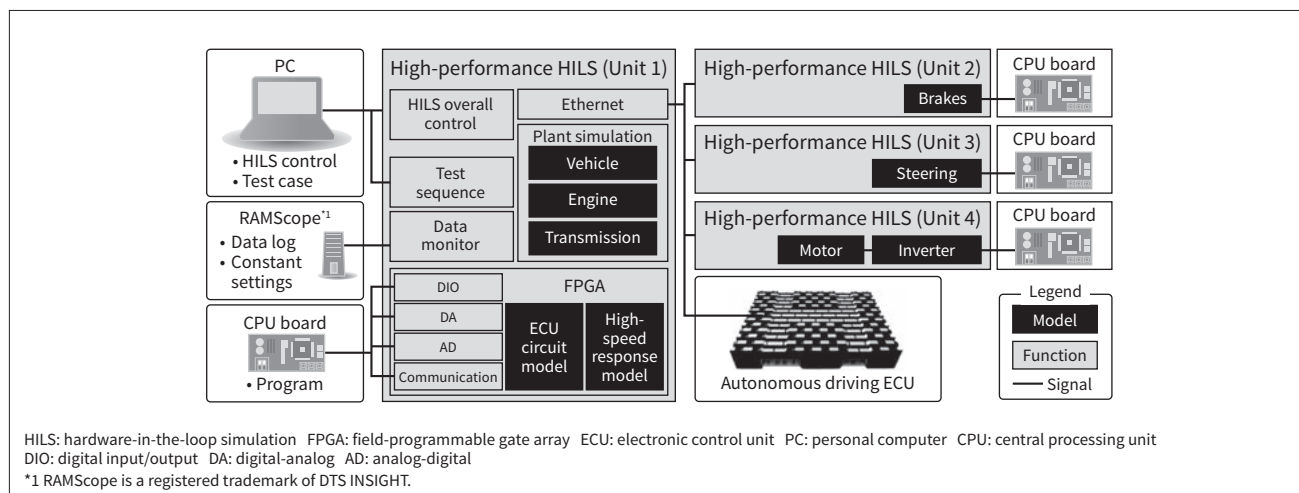 PC
• HILS control
• Test case
RAMScope*1
• Data log
• Constant
settings
CPU board
• Program
High-performance HILS (Unit 1)
HILS overall
control
Ethernet
Test
sequence
Data
monitor
Plant simulation
Vehicle
Engine
Transmission
DIO
DA
AD
Communication
FPGA
ECU
circuit
model
High-
speed
response
model
High-performance HILS (Unit 2)
Brakes
CPU board
High-performance HILS (Unit 3)
Steering
CPU board
High-performance HILS (Unit 4)
Motor
Inverter
CPU board
Autonomous driving ECU
Legend
Model
Function
Signal
HILS: hardware-in-the-loop simulation FPGA: field-programmable gate array ECU: electronic control unit PC: personal computer CPU: central processing unit
DIO: digital input/output DA: digital-analog AD: analog-digital
*1 RAMScope is a registered trademark of DTS INSIGHT.